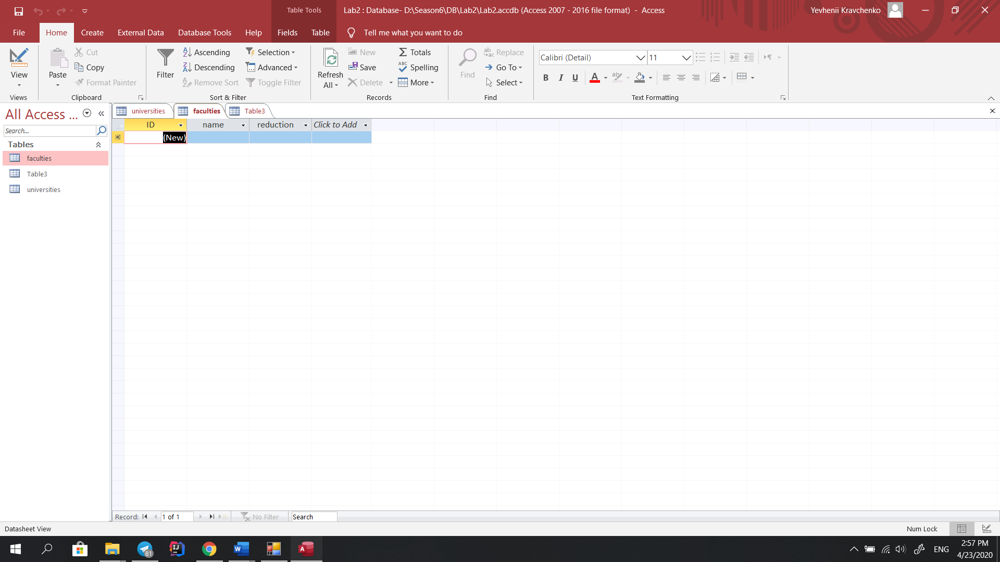 Table Tools
Lab2 : Database- D:\Season6\DB\Lab2\Lab2.accdb (Access 2007 - 2016 file format) - Access
Yevhenii Kravchenko
File Home Create External Data Database Tools Help Fields Table Tell me what you want to do
View
Views
Paste
Cut
Copy
Format Painter
Clipboard
Filter
Ascending
Descending
Remove Sort
Selection
Advanced
Toggle Filter
Sort & Filter
Refresh
All
New
Save
Delete
Totals
Spelling
More
Records
Find
Replace
Go To
Select
Find
Calibri (Detail) 11
B I U A
Text Formatting
All Access ...
Search...
Tables
faculties
Table3
universities
universities faculties Table3
ID name reduction Click to Add
(New)
Record: 1 of 1 No Filter Search
Datasheet View
Num Lock
81
ENG
2:57 PM
4/23/2020